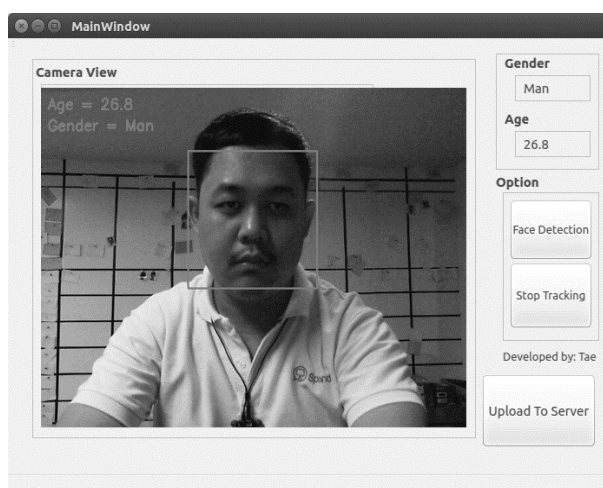 MainWindow
Camera View
Age = 26.8
Gender = Man
Gender
Man
Age
26.8
Option
Face Detection
Stop Tracking
Developed by: Tae
Upload To Server